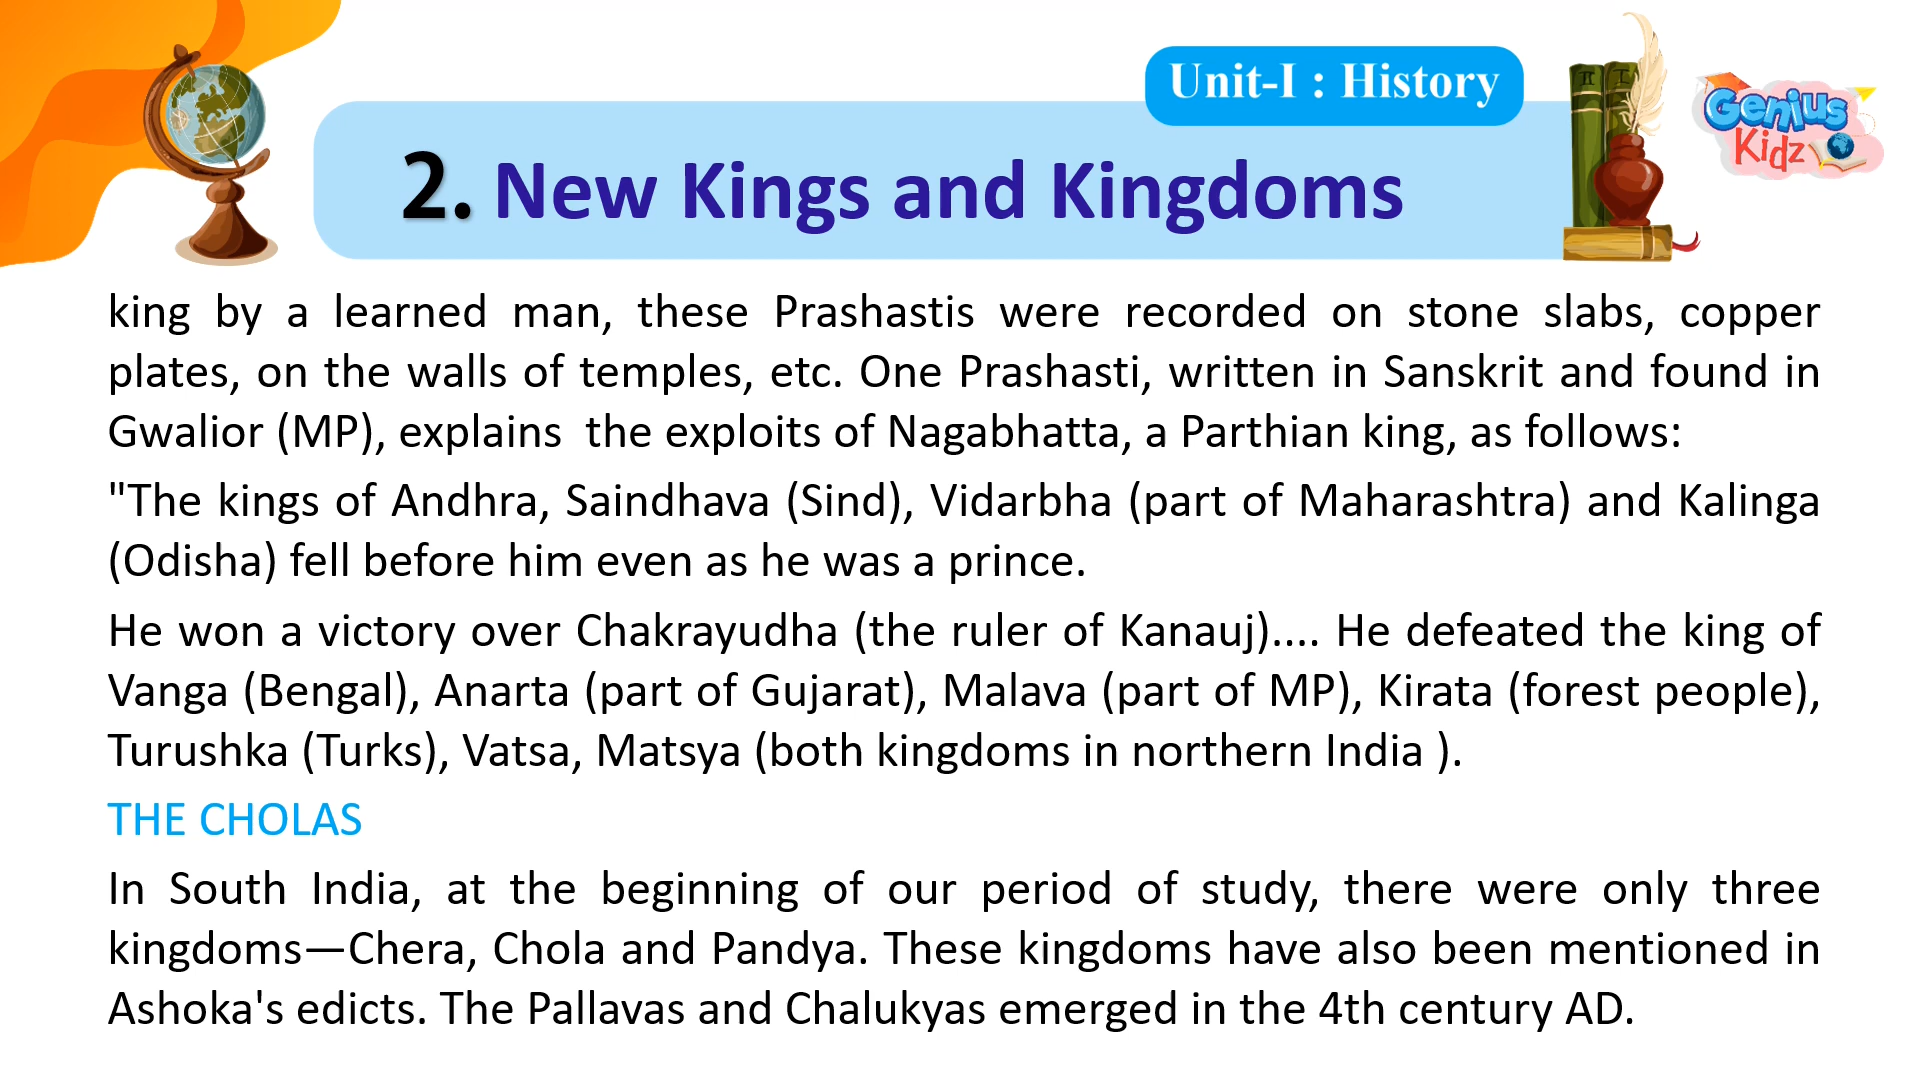 Unit-I : History
Genius
Kidz
2. New Kings and Kingdoms
king by a learned man, these Prashastis were recorded on stone slabs, copper
plates, on the walls of temples, etc. One Prashasti, written in Sanskrit and found in
Gwalior (MP), explains  the exploits of Nagabhatta, a Parthian king, as follows:
"The kings of Andhra, Saindhava (Sind), Vidarbha (part of Maharashtra) and Kalinga
(Odisha) fell before him even as he was a prince.
He won a victory over Chakrayudha (the ruler of Kanauj).... He defeated the king of
Vanga (Bengal), Anarta (part of Gujarat), Malava (part of MP), Kirata (forest people),
Turushka (Turks), Vatsa, Matsya (both kingdoms in northern India ).
THE CHOLAS
In South India, at the beginning of our period of study, there were only three
kingdoms—Chera, Chola and Pandya. These kingdoms have also been mentioned in
Ashoka's edicts. The Pallavas and Chalukyas emerged in the 4th century AD.